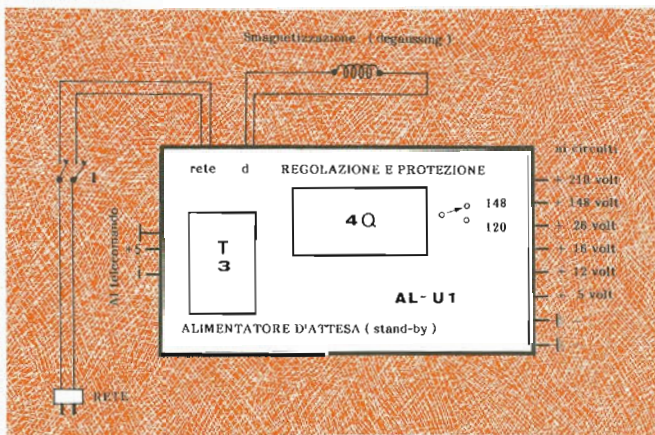 Smagnetizzazione (degaussing)
ai circuiti
rete d REGOLAZIONE E PROTEZIONE
+ 210 volt
148
+ 148 volt
4Q
120
+ 26 volt
Al telecomando
+5
T
3
+ 16 volt
+ 12 volt
AL-U1
+ 5 volt
ALIMENTATORE D'ATTESA ( stand-by )
RETE